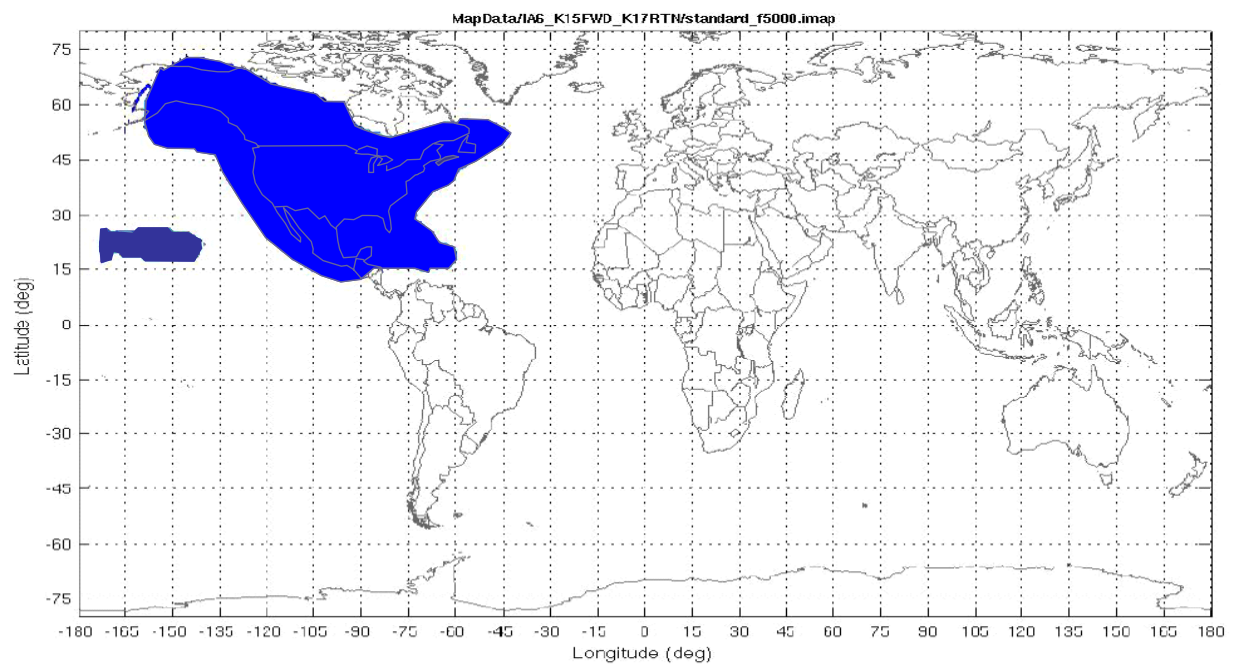 MapData/IA6_K15FWD_K17RTN/standard_f5000.imap
75
60
45
30
15
0
-15
-30
-45
-60
-75
Latitude (deg)
-180 -165 -150 -135 -120 -105 -90 -75 -60 -45 -30 -15 0 15 30 45 60 75 90 105 120 135 150 165 180
Longitude (deg)